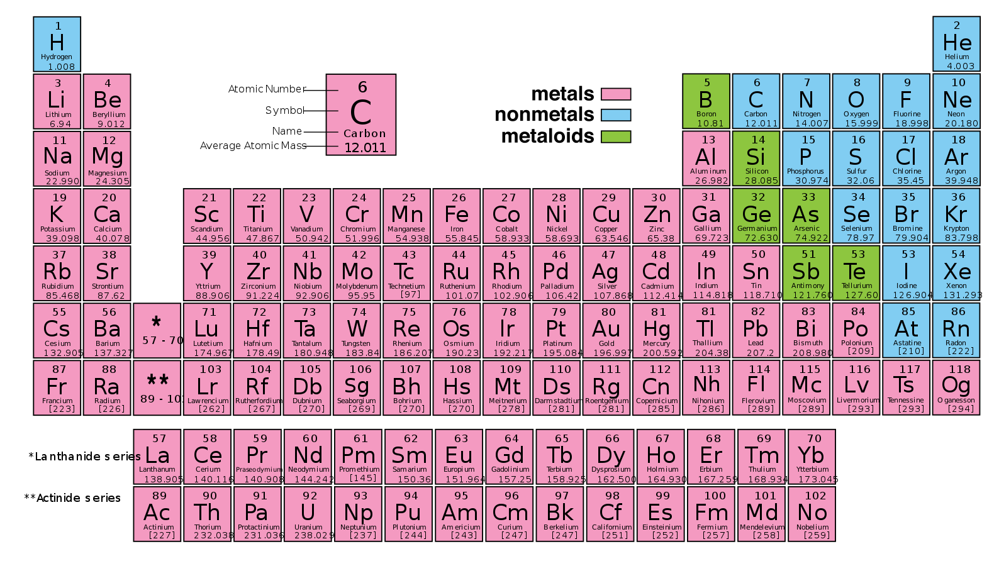 1 2
H He
Hydrogen Helium
1.008 4.003
3 4 5 6 7 8 9 10
Li Be B C N O F Ne
Lithium Beryllium Boron Carbon Nitrogen Oxygen Fluorine Neon
6.94 9.012 10.81 12.011 14.007 15.999 18.998 20.180
Atomic Number 6
Symbol C
Name Carbon
Average Atomic Mass 12.011
metals
nonmetals
metaloids
11 12 13 14 15 16 17 18
Na Mg Al Si P S Cl Ar
Sodium Magnesium Aluminum Silicon Phosphorus Sulfur Chlorine Argon
22.990 24.305 26.982 28.085 30.974 32.06 35.45 39.948
19 20 21 22 23 24 25 26 27 28 29 30 31 32 33 34 35 36
K Ca Sc Ti V Cr Mn Fe Co Ni Cu Zn Ga Ge As Se Br Kr
Potassium Calcium Scandium Titanium Vanadium Chromium Manganese Iron Cobalt Nickel Copper Zinc Gallium Germanium Arsenic Selenium Bromine Krypton
39.098 40.078 44.956 47.867 50.942 51.996 54.938 55.845 58.933 58.693 63.546 65.38 69.723 72.630 74.922 78.97 79.904 83.798
37 38 39 40 41 42 43 44 45 46 47 48 49 50 51 53 53 54
Rb Sr Y Zr Nb Mo Tc Ru Rh Pd Ag Cd In Sn Sb Te I Xe
Rubidium Strontium Yttrium Zirconium Niobium Molybdenum Technetium Ruthenium Rhodium Palladium Silver Cadmium Indium Tin Antimony Tellurium Iodine Xenon
85.468 87.62 88.906 91.224 92.906 95.95 [97] 101.07 102.906 106.42 107.868 112.414 114.818 118.710 121.760 127.60 126.904 131.293
55 56 71 72 73 74 75 76 78 79 80 81 81 82 83 84 85 86
Cs Ba * Lu Hf Ta W Re Os Ir Pt Au Hg Tl Pb Bi Po At Rn
Cesium Barium 57 - 70 Lutetium Hafnium Tantalum Tungsten Rhenium Osmium Iridium Platinum Gold Mercury Thallium Lead Bismuth Polonium Astatine Radon
132.905 137.327 174.967 178.49 180.948 183.84 186.207 190.23 192.217 195.084 196.997 200.592 204.38 207.2 208.980 [209] [210] [222]
87 88 103 104 105 106 107 108 109 110 111 112 113 114 115 116 117 118
Fr Ra ** Lr Rf Db Sg Bh Hs Mt Ds Rg Cn Nh Fl Mc Lv Ts Og
Francium Radium 89 - 10 Lawrencium Rutherfordium Dubnium Seaborgium Bohrium Hassium Meitnerium Darmstadtium Roentgenium Copernicium Nihonium Flerovium Moscovium Livermorium Tennessine Oganesson
[223] [226] [262] [267] [270] [269] [270] [270] [278] [281] [281] [285] [286] [289] [289] [293] [293] [294]
57 58 59 60 61 62 63 64 65 66 67 68 69 70
*Lanthanide series La Ce Pr Nd Pm Sm Eu Gd Tb Dy Ho Er Tm Yb
Lanthanum Cerium Praseodymium Neodymium Promethium Samarium Europium Gadolinium Terbium Dysprosium Holmium Erbium Thulium Ytterbium
138.905 140.116 140.908 144.242 [145] 150.36 151.964 157.25 158.925 162.500 164.930 167.259 168.934 173.045
89 90 91 92 93 94 95 96 97 98 99 100 101 102
**Actinide series Ac Th Pa U Np Pu Am Cm Bk Cf Es Fm Md No
Actinium Thorium Protactinium Uranium Neptunium Plutonium Americium Curium Berkelium Californium Einsteinium Fermium Mendelevium Nobelium
[227] 232.038 231.036 238.029 [237] [244] [243] [247] [247] [251] [252] [257] [258] [259]